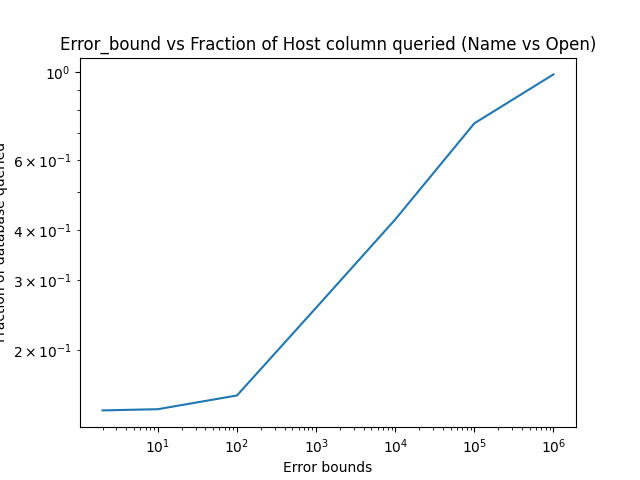 Error_bound vs Fraction of Host column queried (Name vs Open)
10⁰
6 × 10⁻¹
4 × 10⁻¹
3 × 10⁻¹
2 × 10⁻¹
Fraction of database queried
10¹ 10² 10³ 10⁴ 10⁵ 10⁶
Error bounds